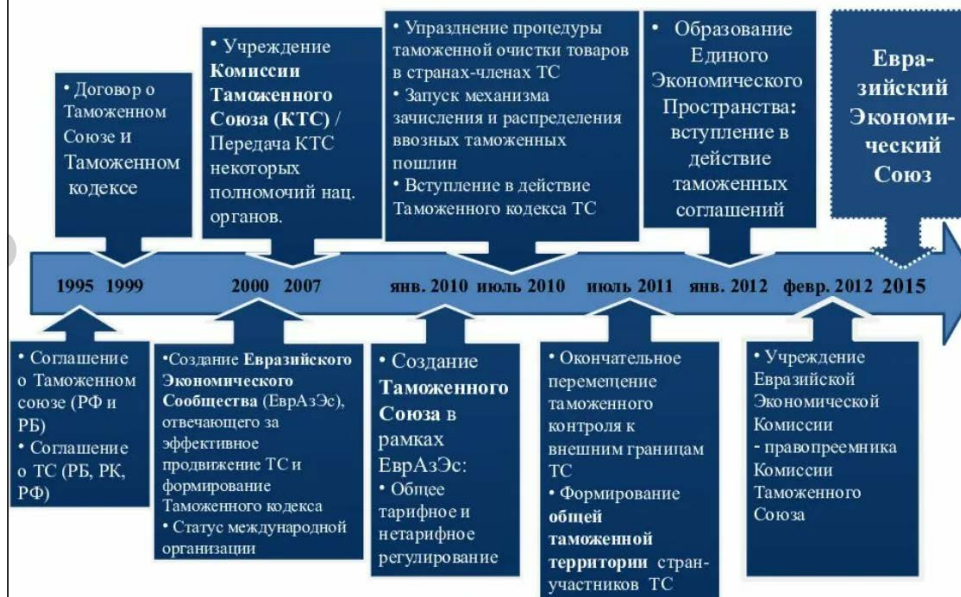 • Договор о
Таможенном
Союзе и
Таможенном
кодексе
• Учреждение
Комиссии
Таможенного
Союза (КТС) /
Передача КТС
некоторых
полномочий нац.
органов.
• Упразднение процедуры
таможенной очистки товаров
в странах-членах ТС
• Запуск механизма
зачисления и распределения
ввозных таможенных
пошлин
• Вступление в действие
Таможенного кодекса ТС
• Образование
Единого
Экономического
Пространства:
вступление в
действие
таможенных
соглашений
Евра-
зийский
Экономи-
ческий
Союз
1995 1999 2000 2007 янв. 2010 июль 2010 июль 2011 янв. 2012 февр. 2012 2015
• Соглашение
о Таможенном
союзе (РФ и
РБ)
• Соглашение
о ТС (РБ, РК,
РФ)
•Создание Евразийского
Экономического
Сообщества (ЕврАзЭс),
отвечающего за
эффективное
продвижение ТС и
формирование
Таможенного кодекса
• Статус международной
организации
• Создание
Таможенного
Союза в
рамках
ЕврАзЭс:
• Общее
тарифное и
нетарифное
регулирование
• Окончательное
перемещение
таможенного
контроля к
внешним границам
ТС
• Формирование
общей
таможенной
территории стран-
участников ТС
• Учреждение
Евразийской
Экономической
Комиссии
- правопреемника
Комиссии
Таможенного
Союза